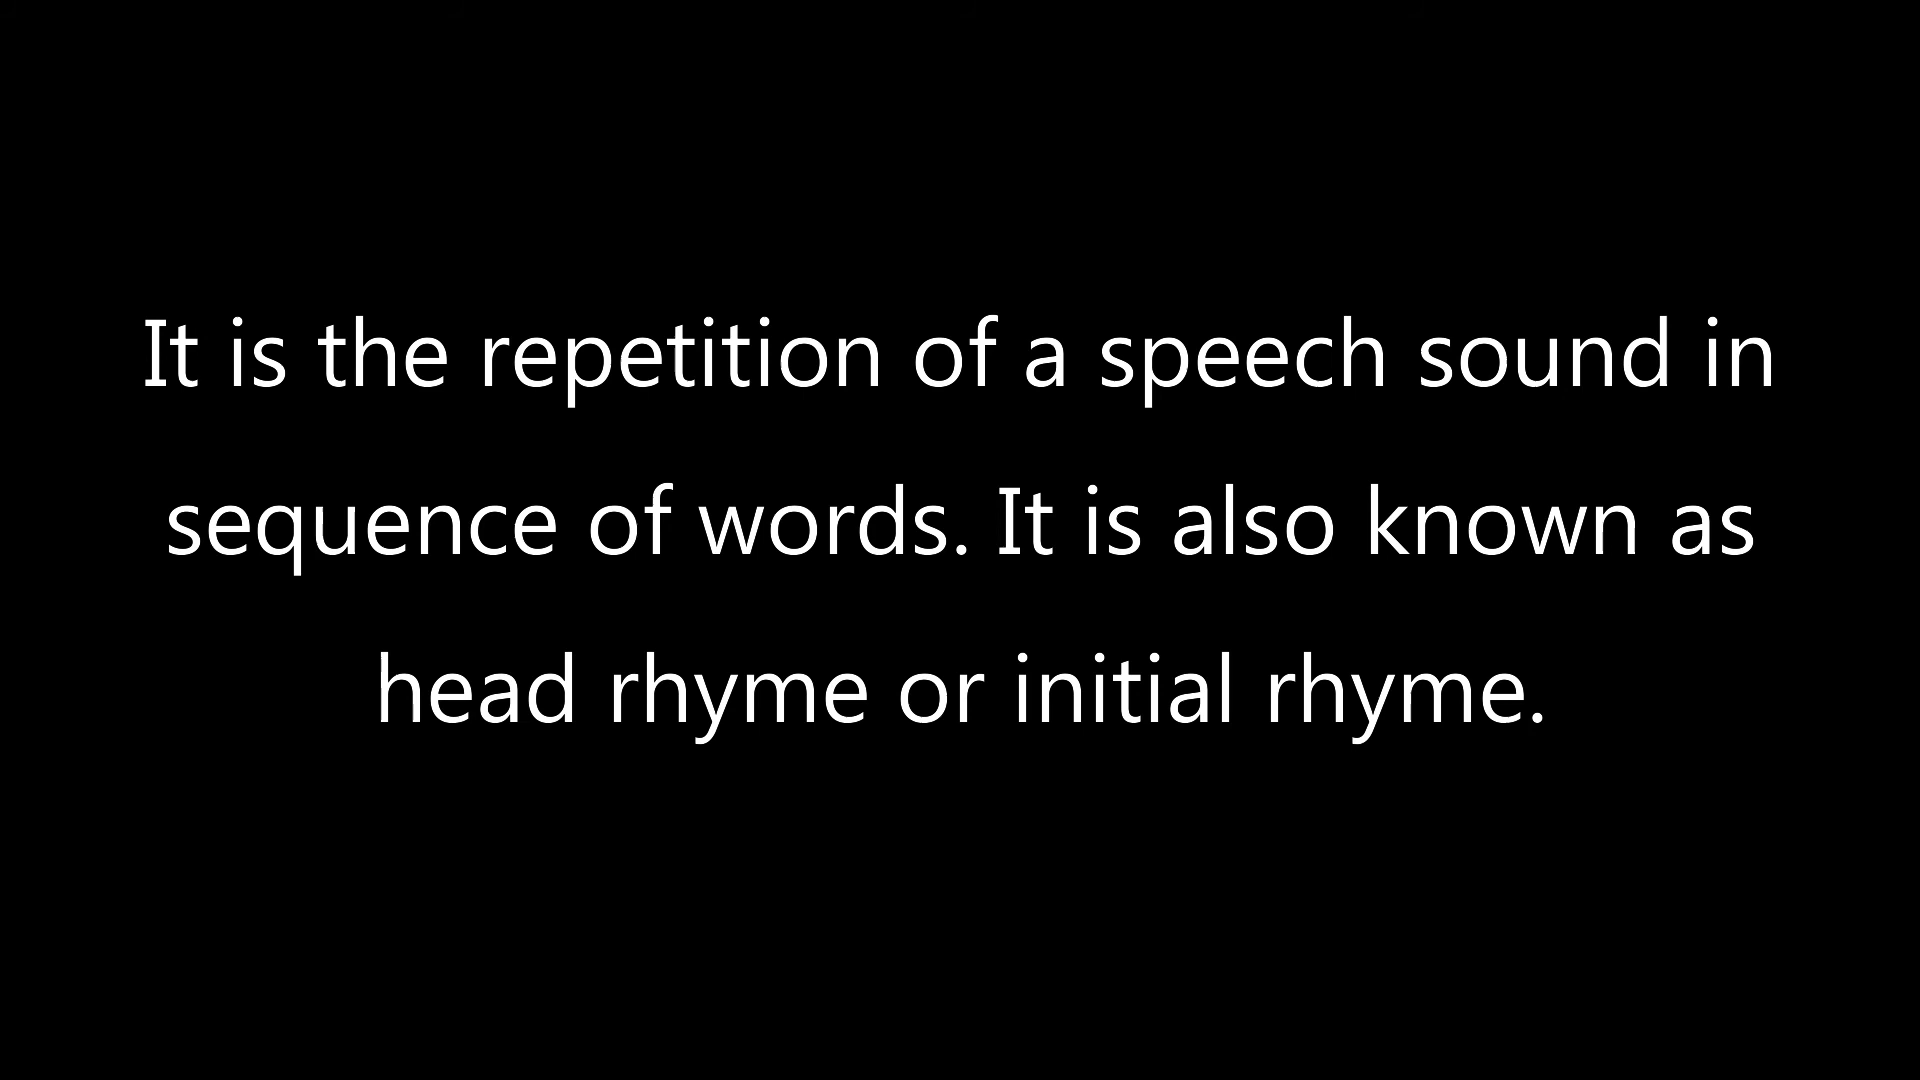 It is the repetition of a speech sound in
sequence of words. It is also known as
head rhyme or initial rhyme.